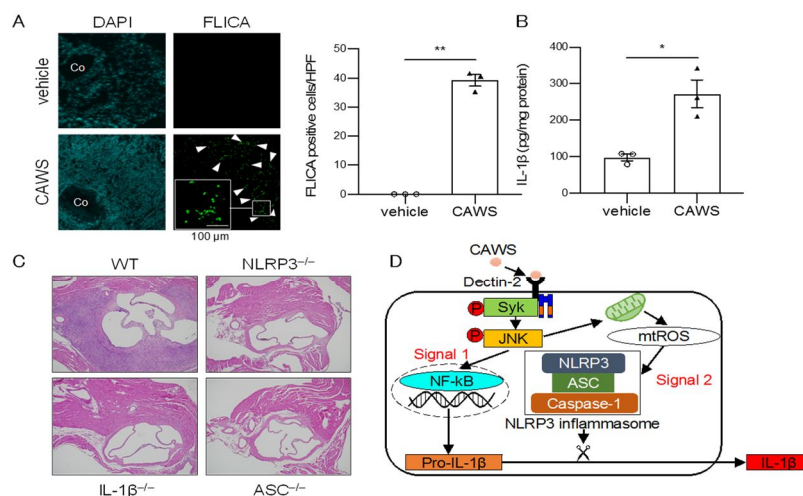 A
DAPI
FLICA
vehicle
Co
CAWS
Co
100 μm
FLICA positive cells/HPF
50
40
30
20
10
0
**
vehicle
CAWS
B
IL-1β (pg/mg protein)
400
300
200
100
0
*
vehicle
CAWS
C
WT
NLRP3–/–
IL-1β–/–
ASC–/–
D
CAWS
Dectin-2
P
Syk
P
JNK
mtROS
Signal 1
NF-kB
NLRP3
ASC
Caspase-1
Signal 2
NLRP3 inflammasome
Pro-IL-1β
IL-1β